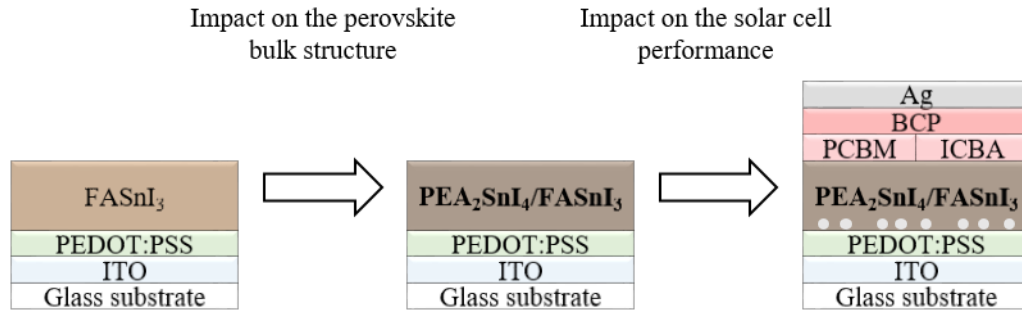 Impact on the perovskite
bulk structure
Impact on the solar cell
performance
FASnI₃
PEDOT:PSS
ITO
Glass substrate
PEA₂SnI₄/FASnI₃
PEDOT:PSS
ITO
Glass substrate
Ag
BCP
PCBM ICBA
PEA₂SnI₄/FASnI₃
PEDOT:PSS
ITO
Glass substrate